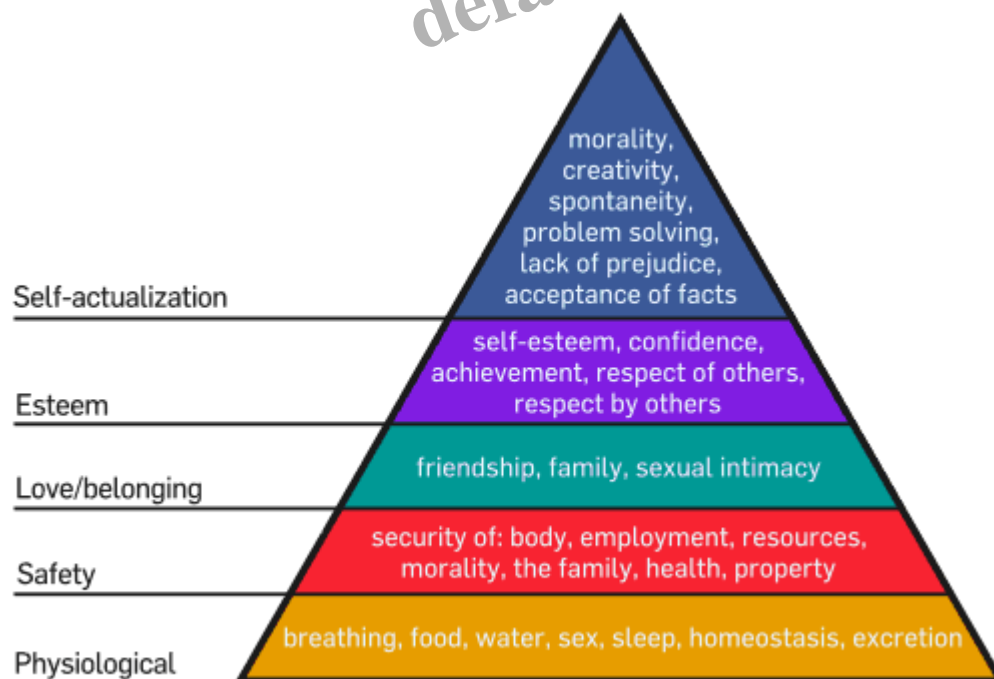 morality,
creativity,
spontaneity,
problem solving,
lack of prejudice,
acceptance of facts
Self-actualization
self-esteem, confidence,
achievement, respect of others,
respect by others
Esteem
friendship, family, sexual intimacy
Love/belonging
security of: body, employment, resources,
morality, the family, health, property
Safety
breathing, food, water, sex, sleep, homeostasis, excretion
Physiological